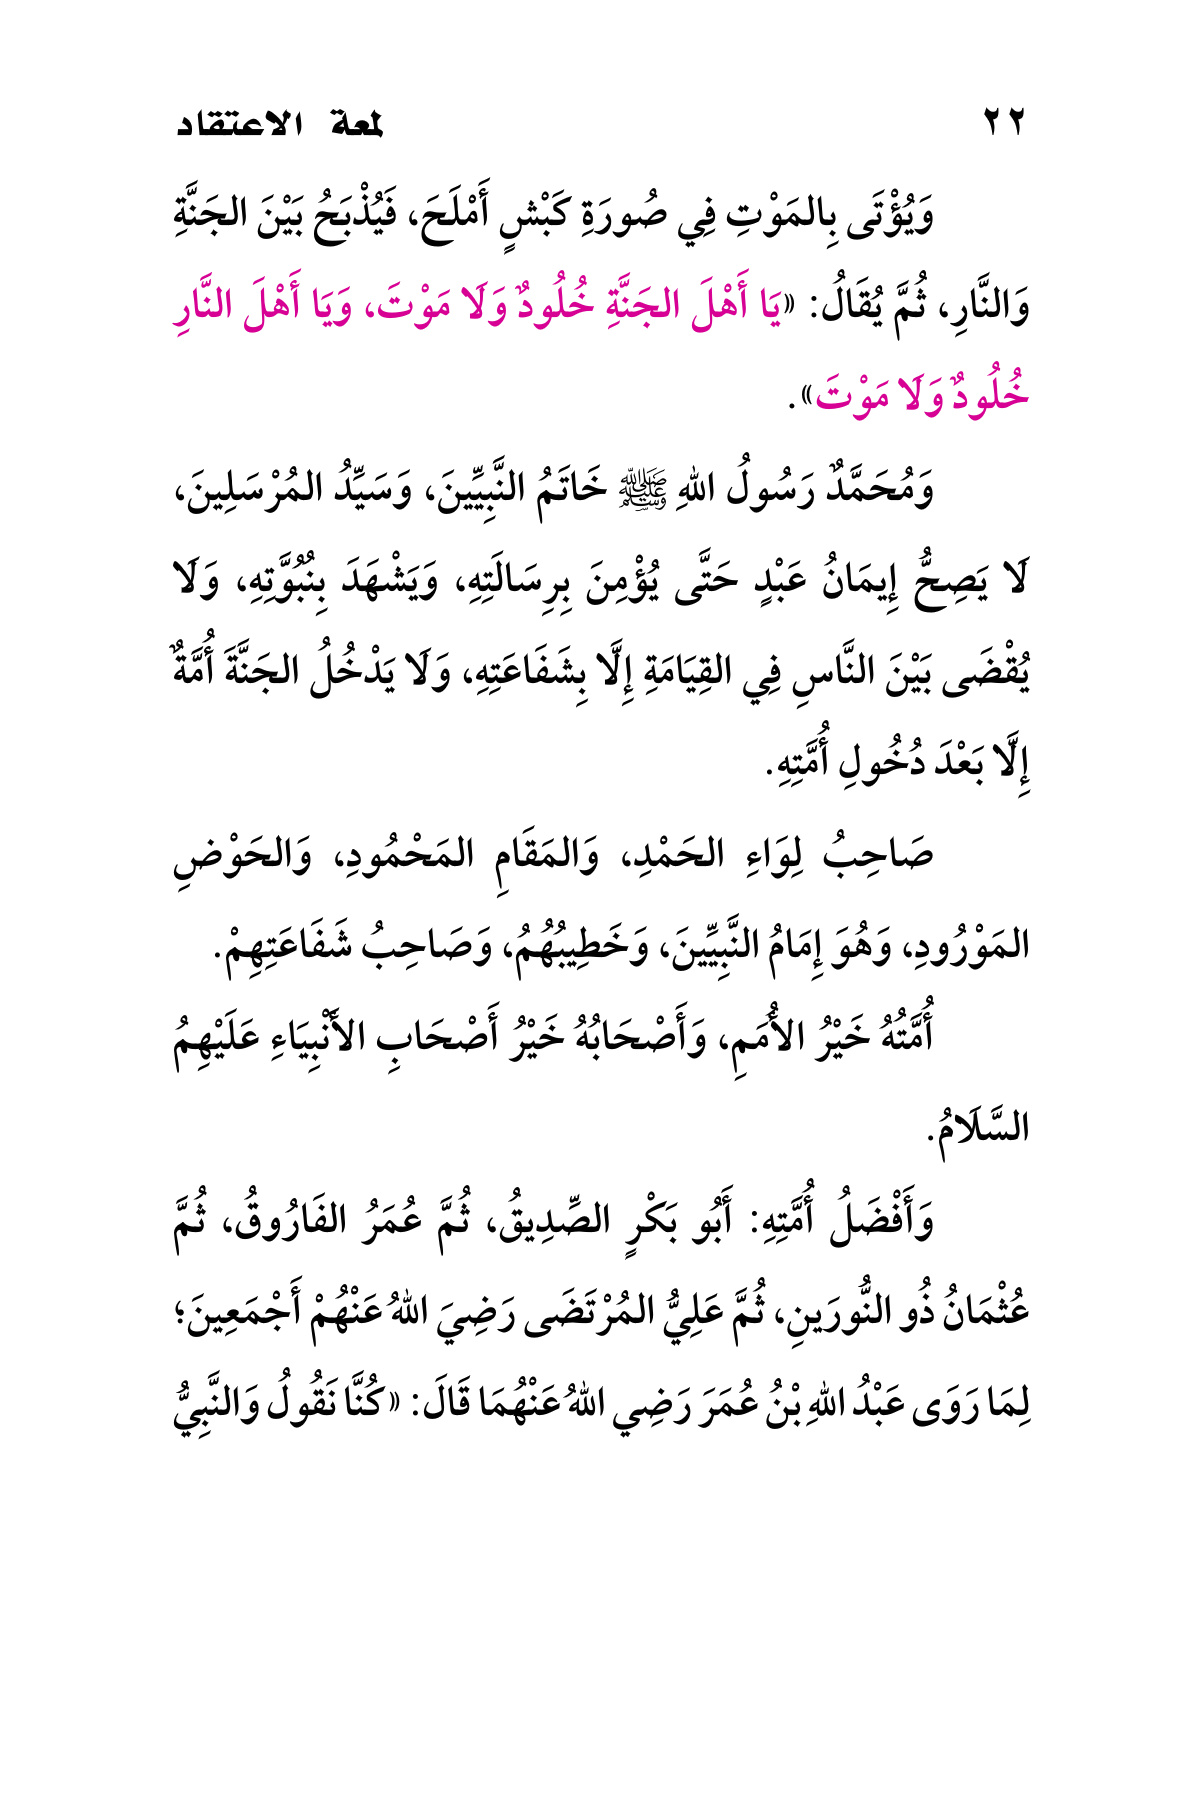 ٢٢ لمعة الاعتقاد
وَيُؤْتَى بِالمَوْتِ فِي صُورَةِ كَبْشٍ أَمْلَحَ، فَيُذْبَحُ بَيْنَ الجَنَّةِ
وَالنَّارِ، ثُمَّ يُقَالُ: «يَا أَهْلَ الجَنَّةِ خُلُودٌ وَلَا مَوْتَ، وَيَا أَهْلَ النَّارِ
خُلُودٌ وَلَا مَوْتَ».
وَمُحَمَّدٌ رَسُولُ اللهِ ﷺ خَاتَمُ النَّبِيِّينَ، وَسَيِّدُ المُرْسَلِينَ،
لَا يَصِحُّ إِيمَانُ عَبْدٍ حَتَّى يُؤْمِنَ بِرِسَالَتِهِ، وَيَشْهَدَ بِنُبُوَّتِهِ، وَلَا
يُقْضَى بَيْنَ النَّاسِ فِي القِيَامَةِ إِلَّا بِشَفَاعَتِهِ، وَلَا يَدْخُلُ الجَنَّةَ أُمَّةٌ
إِلَّا بَعْدَ دُخُولِ أُمَّتِهِ.
صَاحِبُ لِوَاءِ الحَمْدِ، وَالمَقَامِ المَحْمُودِ، وَالحَوْضِ
المَوْرُودِ، وَهُوَ إِمَامُ النَّبِيِّينَ، وَخَطِيبُهُمُ، وَصَاحِبُ شَفَاعَتِهِمْ.
أُمَّتُهُ خَيْرُ الأُمَمِ، وَأَصْحَابُهُ خَيْرُ أَصْحَابِ الأَنْبِيَاءِ عَلَيْهِمُ
السَّلَامُ.
وَأَفْضَلُ أُمَّتِهِ: أَبُو بَكْرٍ الصِّدِيقُ، ثُمَّ عُمَرُ الفَارُوقُ، ثُمَّ
عُثْمَانُ ذُو النُّورَينِ، ثُمَّ عَلِيُّ المُرْتَضَى رَضِيَ اللهُ عَنْهُمْ أَجْمَعِينَ؛
لِمَا رَوَى عَبْدُ اللهِ بْنُ عُمَرَ رَضِي اللهُ عَنْهُمَا قَالَ: «كُنَّا نَقُولُ وَالنَّبِيُّ